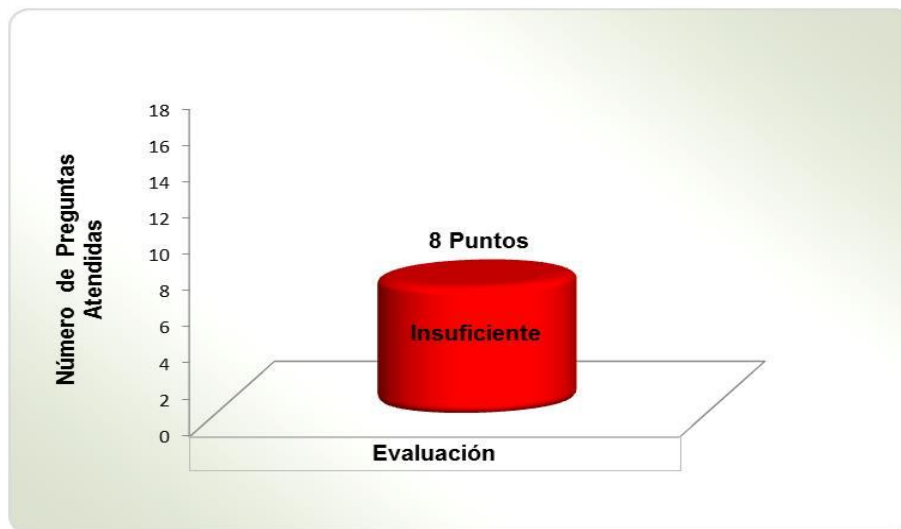 18
16
14
12
10
8
6
4
2
0
Número de Preguntas
Atendidas
8 Puntos
Insuficiente
Evaluación